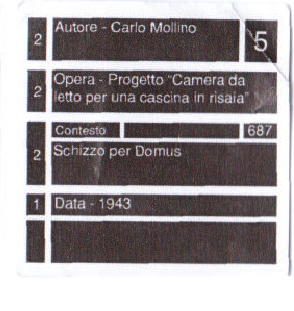 2 Autore - Carlo Mollino 5
2 Opera - Progetto "Camera da
letto per una cascina in risaia"
Contesto 687
2 Schizzo per Domus
1 Data - 1943